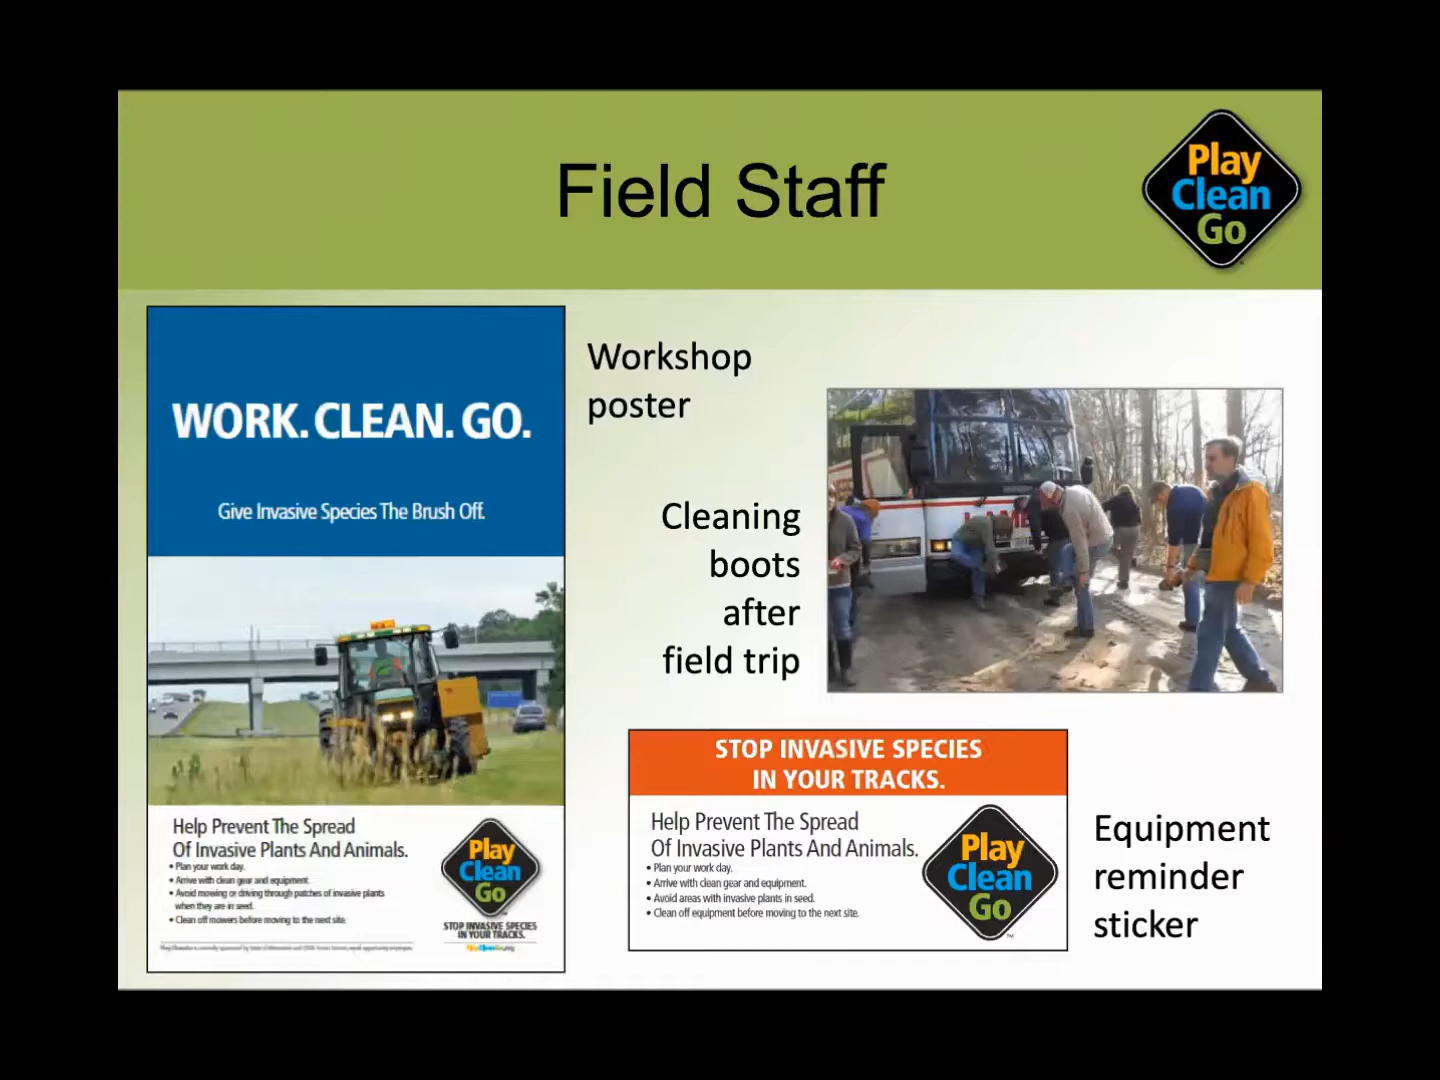 Field Staff
Play
Clean
Go
WORK. CLEAN. GO.
Give Invasive Species The Brush Off.
Help Prevent The Spread
Of Invasive Plants And Animals.
• Plan your work day.
• Arrive with clean gear and equipment.
• Avoid mowing or driving through patches of invasive plants
when they are in seed.
• Clean off mowers before moving to the next site.
Play
Clean
Go
STOP INVASIVE SPECIES
IN YOUR TRACKS.
PlayCleanGo.org
Workshop
poster
Cleaning
boots
after
field trip
STOP INVASIVE SPECIES
IN YOUR TRACKS.
Help Prevent The Spread
Of Invasive Plants And Animals.
• Plan your work day.
• Arrive with clean gear and equipment.
• Avoid areas with invasive plants in seed.
• Clean off equipment before moving to the next site.
Play
Clean
Go
™
Equipment
reminder
sticker